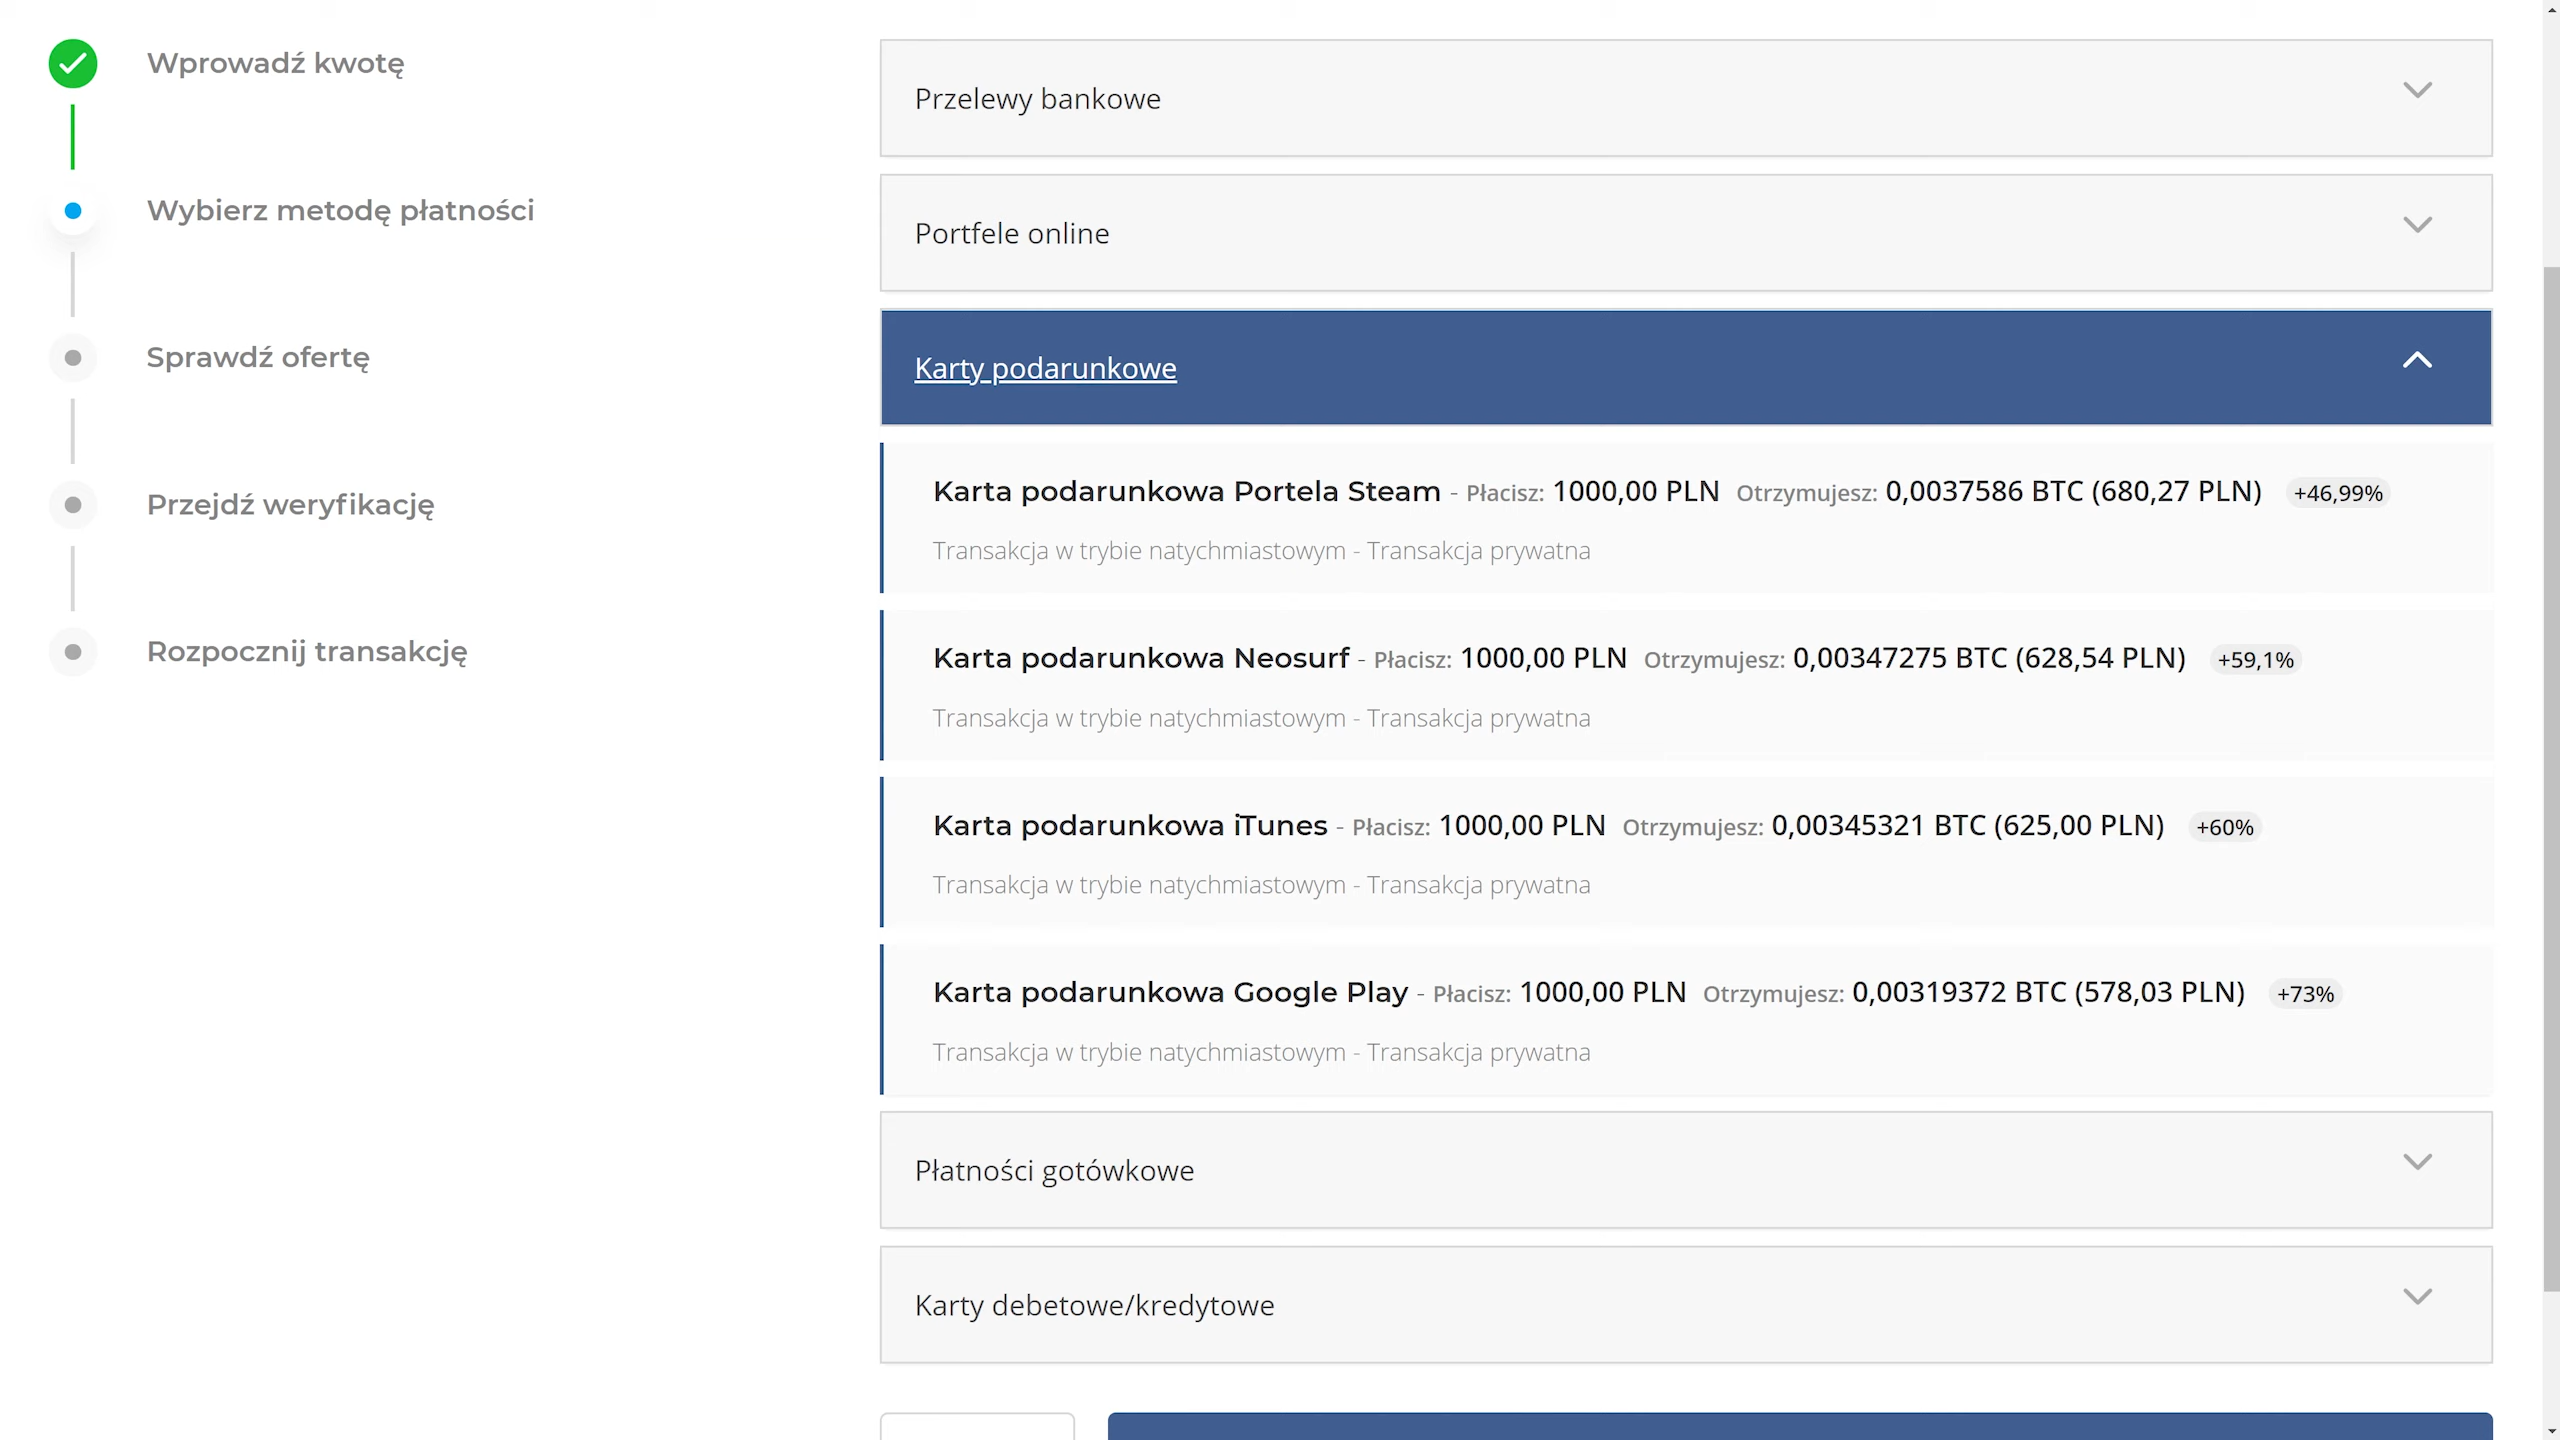 Wprowadź kwotę
Wybierz metodę płatności
Sprawdź ofertę
Przejdź weryfikację
Rozpocznij transakcję
Przelewy bankowe
Portfele online
Karty podarunkowe
Karta podarunkowa Portela Steam - Płacisz: 1000,00 PLN Otrzymujesz: 0,0037586 BTC (680,27 PLN) +46,99%
Transakcja w trybie natychmiastowym - Transakcja prywatna
Karta podarunkowa Neosurf - Płacisz: 1000,00 PLN Otrzymujesz: 0,00347275 BTC (628,54 PLN) +59,1%
Transakcja w trybie natychmiastowym - Transakcja prywatna
Karta podarunkowa iTunes - Płacisz: 1000,00 PLN Otrzymujesz: 0,00345321 BTC (625,00 PLN) +60%
Transakcja w trybie natychmiastowym - Transakcja prywatna
Karta podarunkowa Google Play - Płacisz: 1000,00 PLN Otrzymujesz: 0,00319372 BTC (578,03 PLN) +73%
Transakcja w trybie natychmiastowym - Transakcja prywatna
Płatności gotówkowe
Karty debetowe/kredytowe